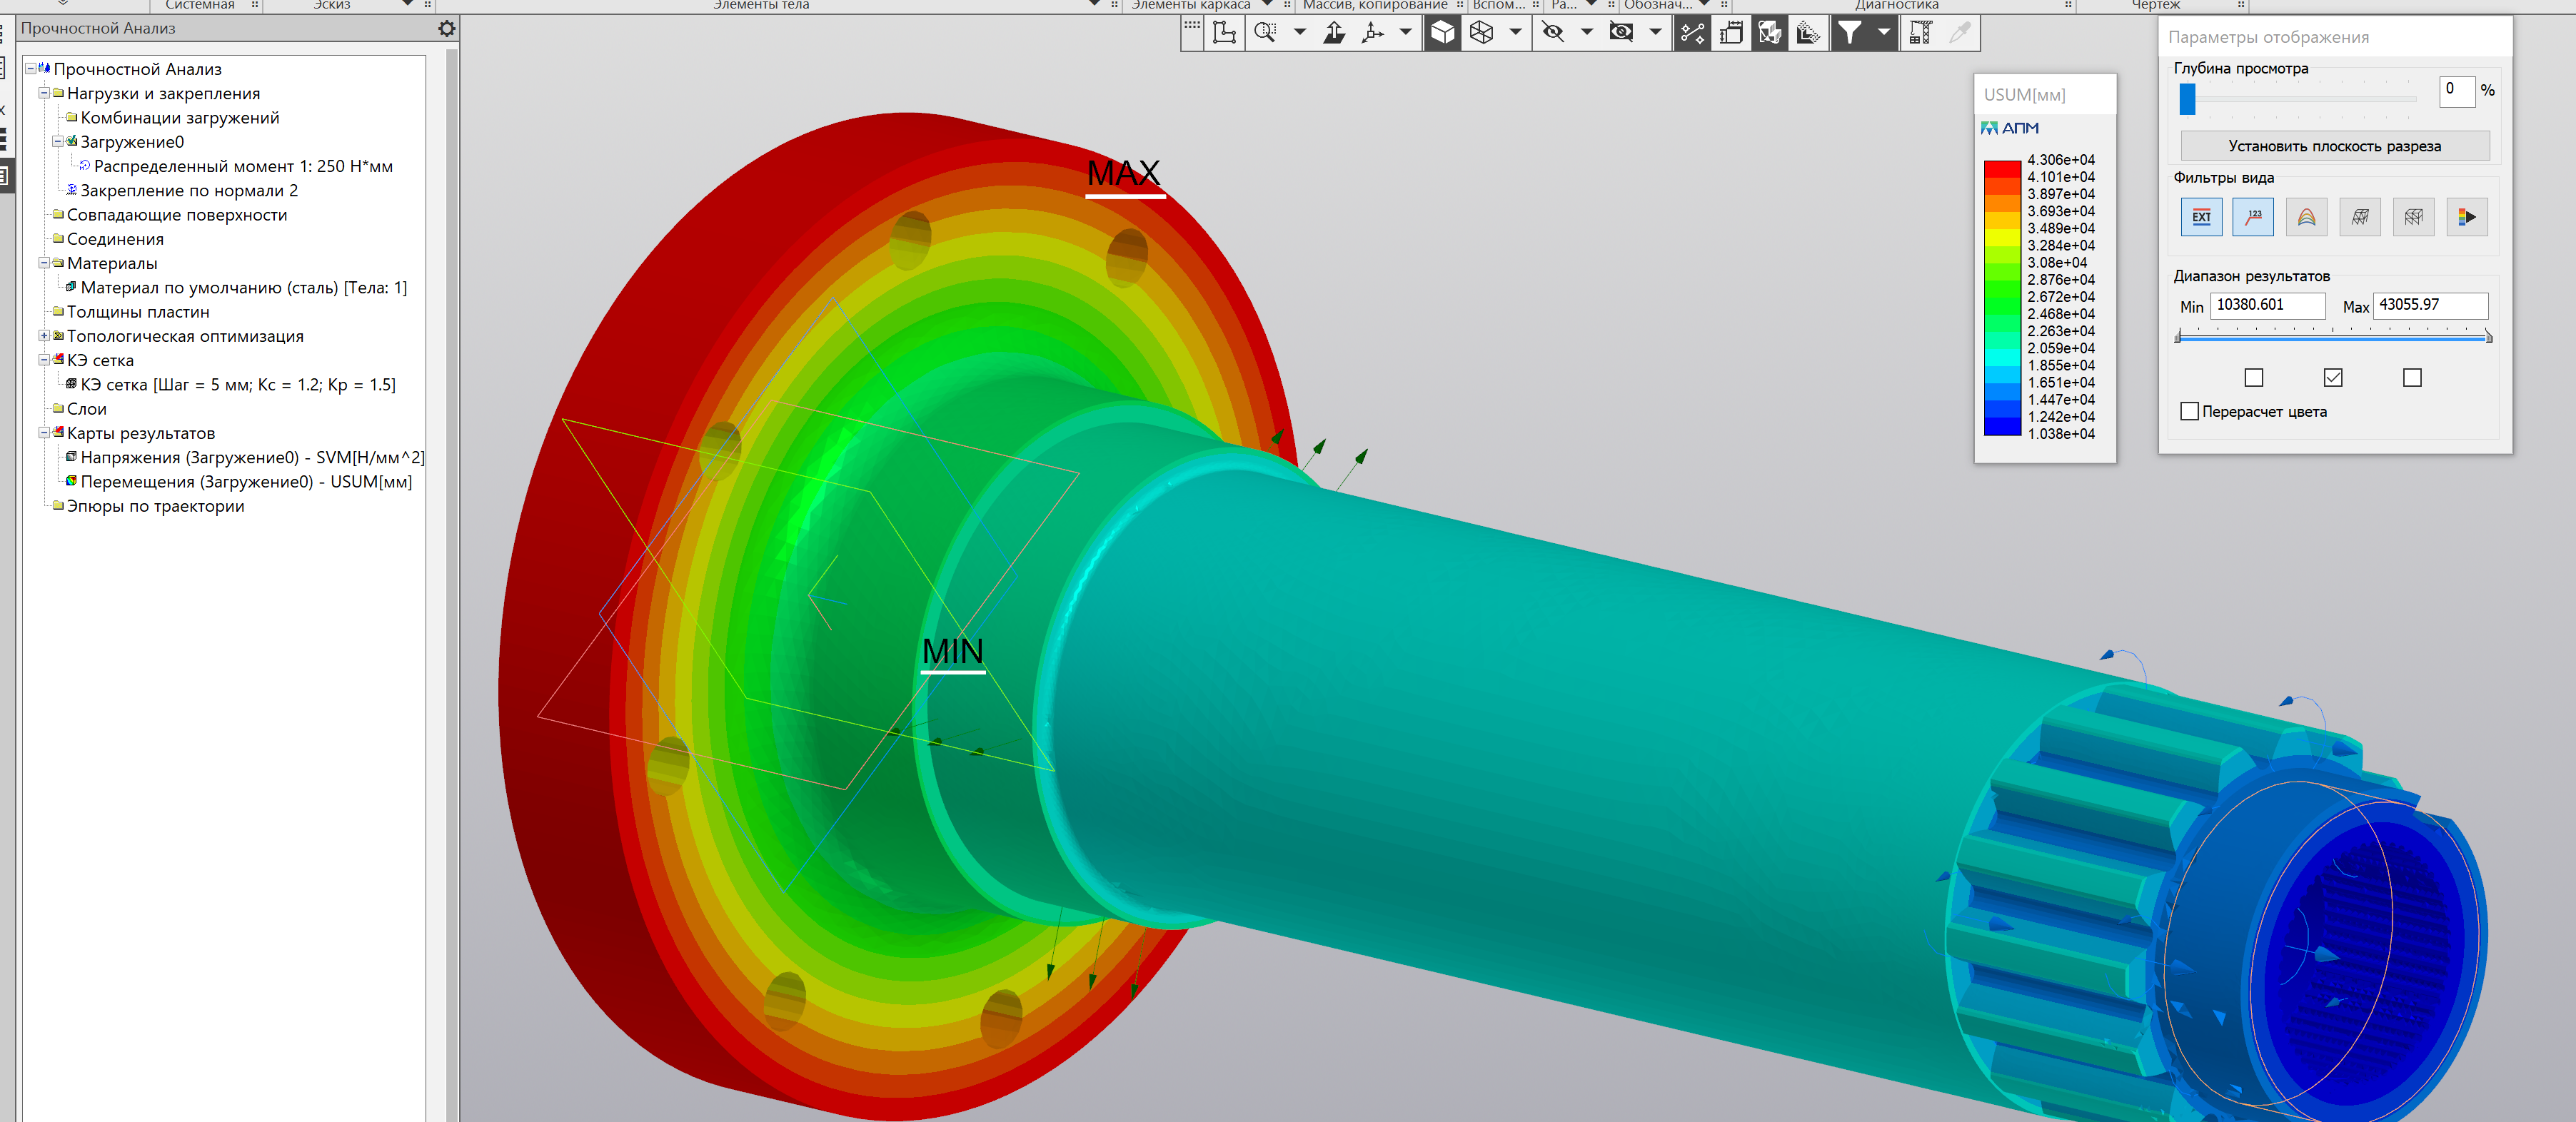 Системная
Эскиз
Элементы тела
Элементы каркаса
Массив, копирование
Вспом...
Ра...
Обознач...
Диагностика
Чертеж
Прочностной Анализ
Прочностной Анализ
Нагрузки и закрепления
Комбинации загружений
Загружение0
Распределенный момент 1: 250 Н*мм
Закрепление по нормали 2
Совпадающие поверхности
Соединения
Материалы
Материал по умолчанию (сталь) [Тела: 1]
Толщины пластин
Топологическая оптимизация
КЭ сетка
КЭ сетка [Шаг = 5 мм; Кс = 1.2; Кр = 1.5]
Слои
Карты результатов
Напряжения (Загружение0) - SVM[Н/мм^2]
Перемещения (Загружение0) - USUM[мм]
Эпюры по траектории
MAX
MIN
USUM[мм]
АПМ
4.306e+04
4.101e+04
3.897e+04
3.693e+04
3.489e+04
3.284e+04
3.08e+04
2.876e+04
2.672e+04
2.468e+04
2.263e+04
2.059e+04
1.855e+04
1.651e+04
1.447e+04
1.242e+04
1.038e+04
Параметры отображения
Глубина просмотра
0 %
Установить плоскость разреза
Фильтры вида
EXT
123
Диапазон результатов
Min 10380.601 Max 43055.97
Перерасчет цвета